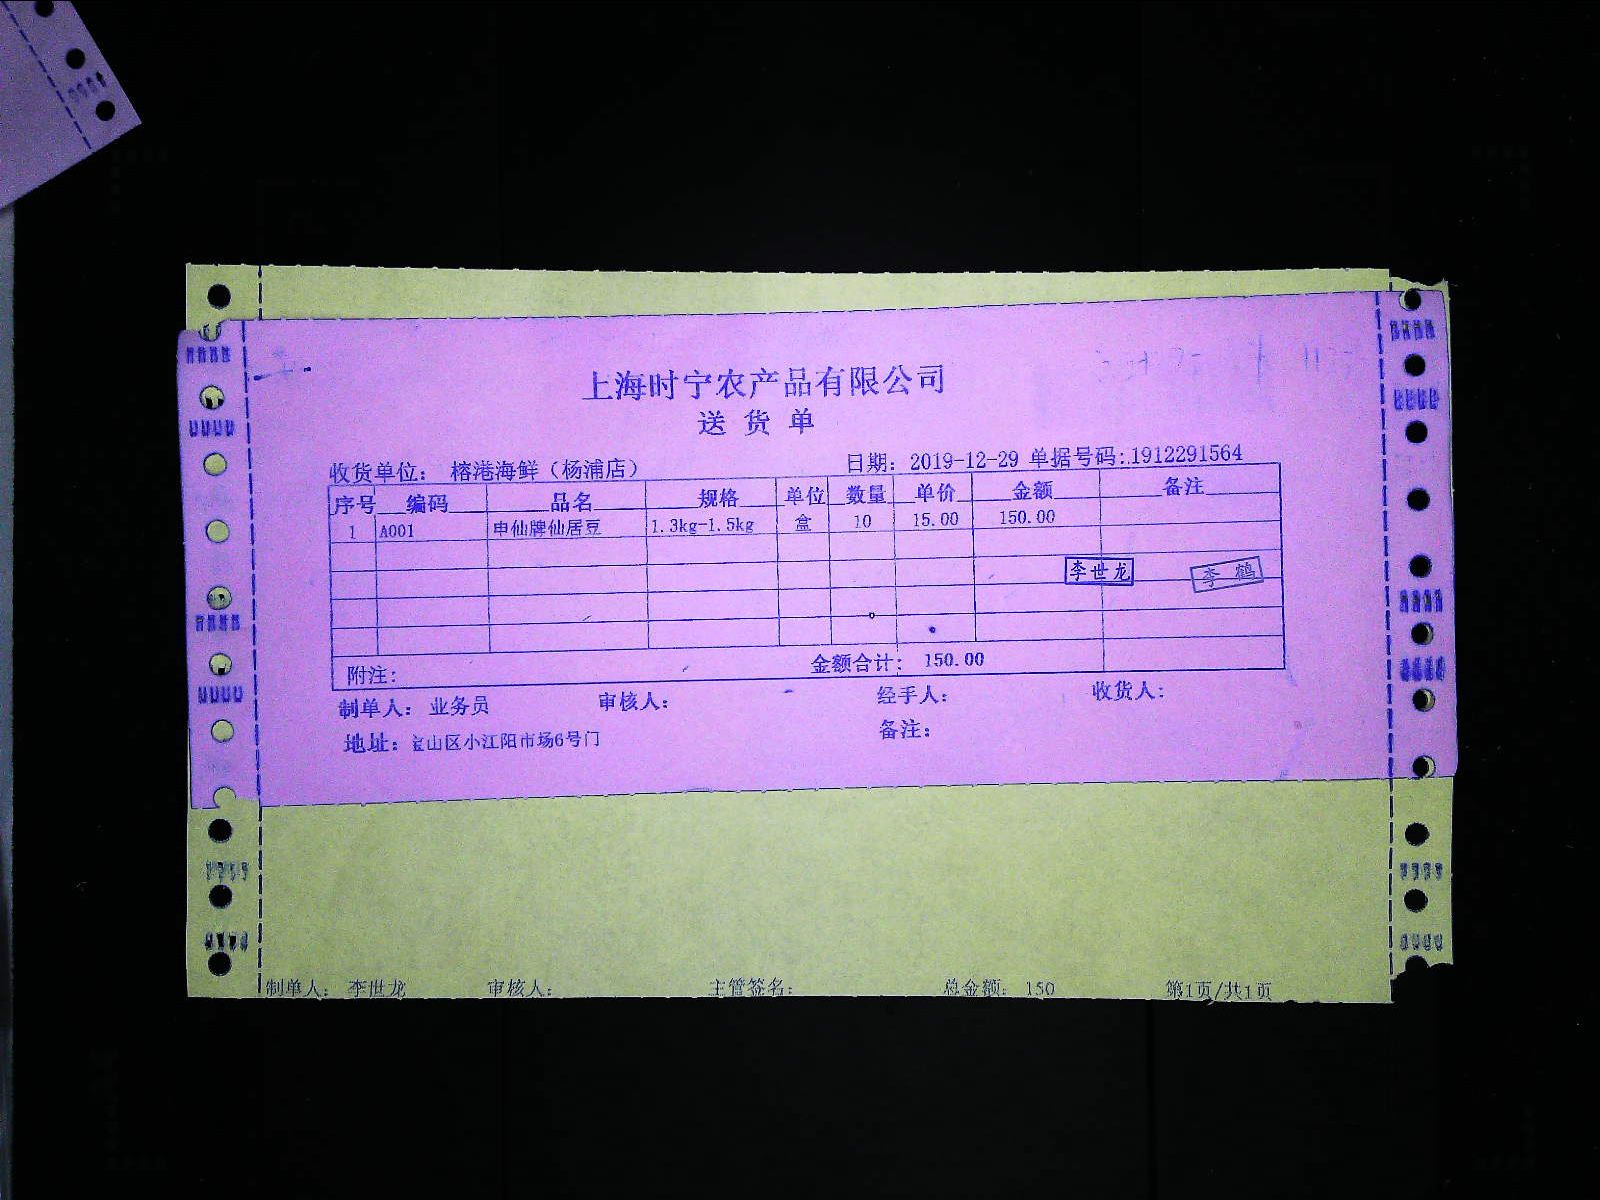 上海时宁农产品有限公司
送 货 单
收货单位： 榕港海鲜（杨浦店） 日期： 2019-12-29 单据号码:1912291564
序号 编码 品名 规格 单位 数量 单价 金额 备注
1 A001 申仙牌仙居豆 1.3kg-1.5kg 盒 10 15.00 150.00
李世龙 李 鹤
附注: 金额合计： 150.00
制单人： 业务员 审核人: 经手人: 收货人:
地址： 宝山区小江阳市场6号门 备注:
制单人： 李世龙 审核人: 主管签名: 总金额: 150 第1页/共1页